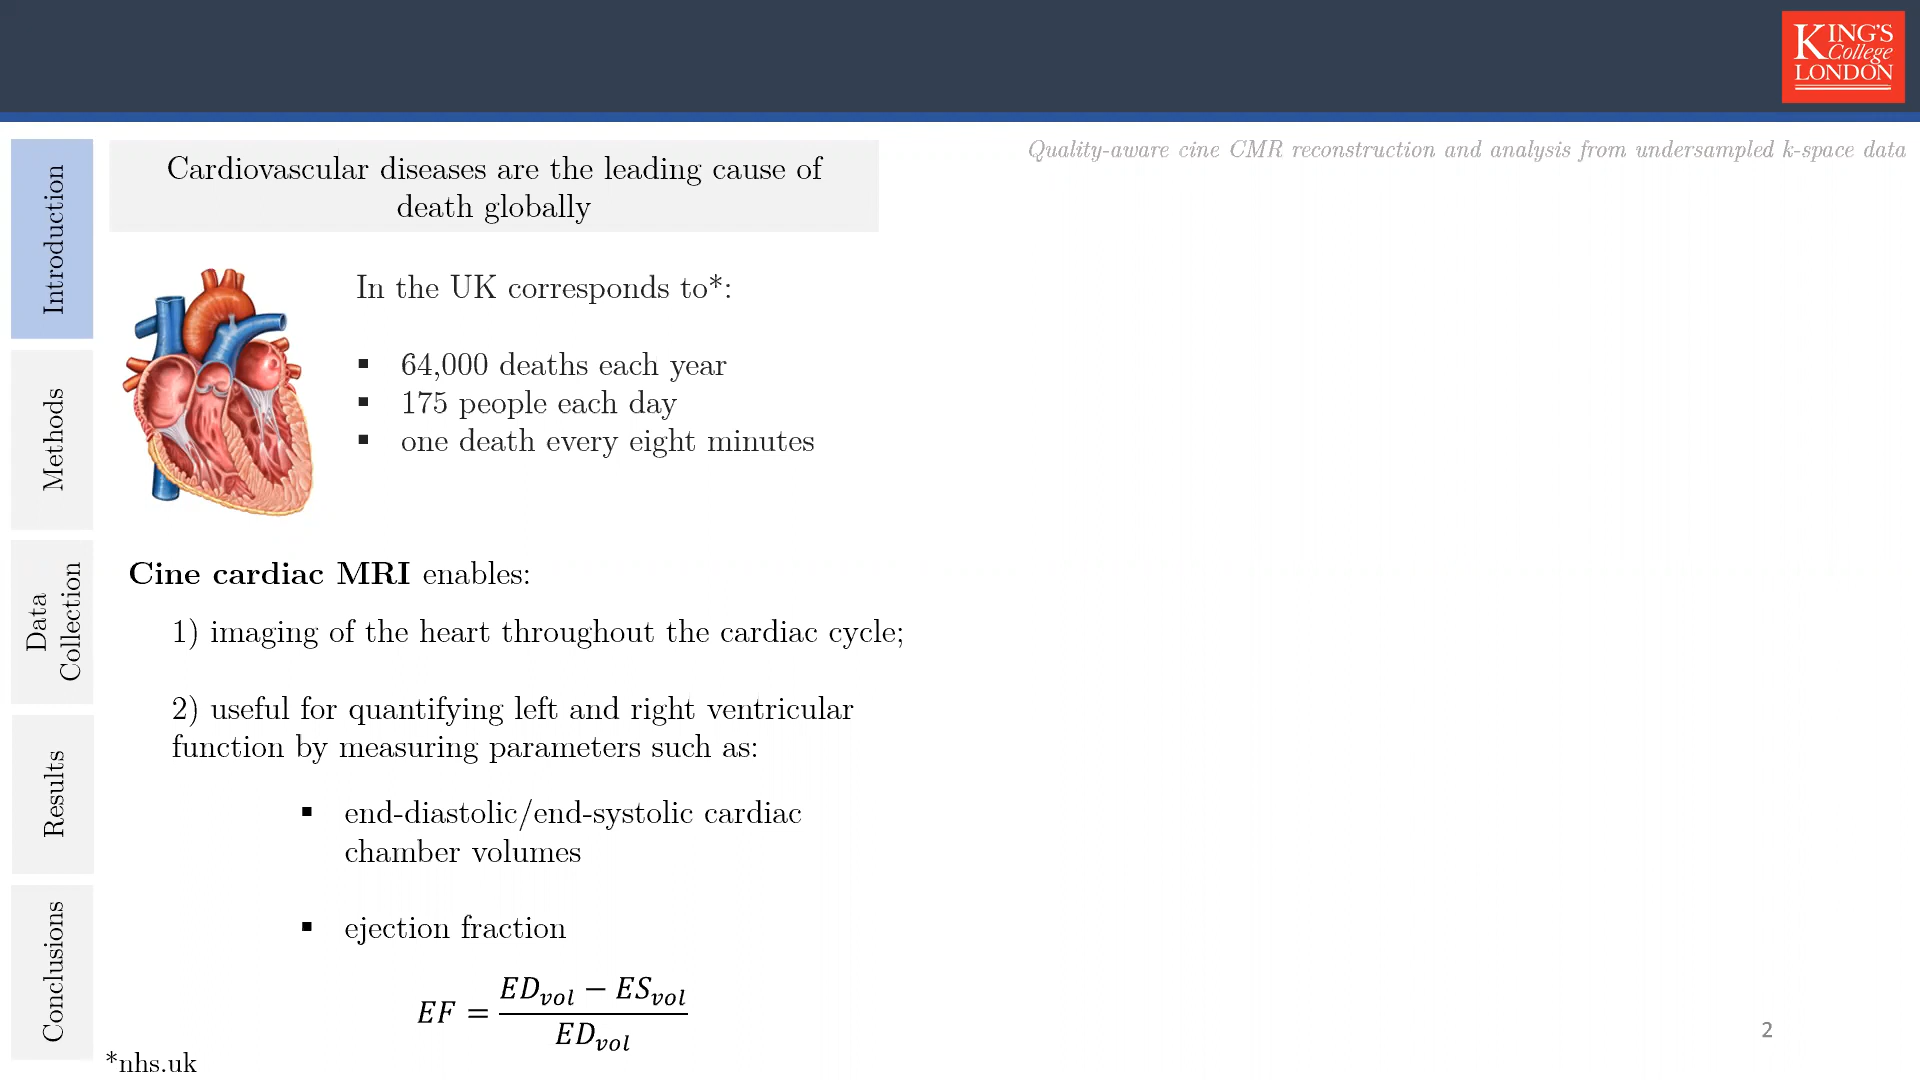 KING'S
College
LONDON
Quality-aware cine CMR reconstruction and analysis from undersampled k-space data
Introduction
Methods
Data
Collection
Results
Conclusions
Cardiovascular diseases are the leading cause of
death globally
In the UK corresponds to*:
▪ 64,000 deaths each year
▪ 175 people each day
▪ one death every eight minutes
Cine cardiac MRI enables:
1) imaging of the heart throughout the cardiac cycle;
2) useful for quantifying left and right ventricular
function by measuring parameters such as:
▪ end-diastolic/end-systolic cardiac
chamber volumes
▪ ejection fraction
EF = (ED_vol − ES_vol) / ED_vol
*nhs.uk
2